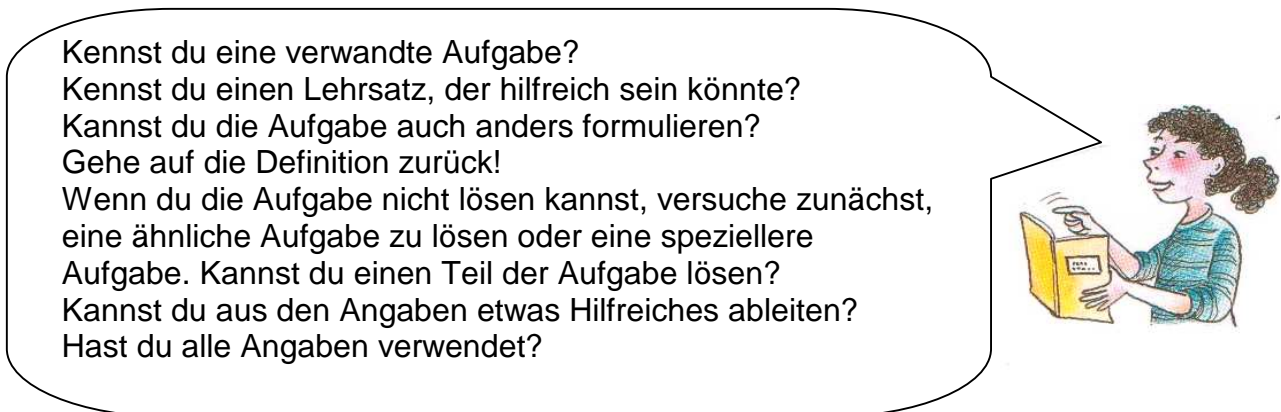 Kennst du eine verwandte Aufgabe?
Kennst du einen Lehrsatz, der hilfreich sein könnte?
Kannst du die Aufgabe auch anders formulieren?
Gehe auf die Definition zurück!
Wenn du die Aufgabe nicht lösen kannst, versuche zunächst,
eine ähnliche Aufgabe zu lösen oder eine speziellere
Aufgabe. Kannst du einen Teil der Aufgabe lösen?
Kannst du aus den Angaben etwas Hilfreiches ableiten?
Hast du alle Angaben verwendet?